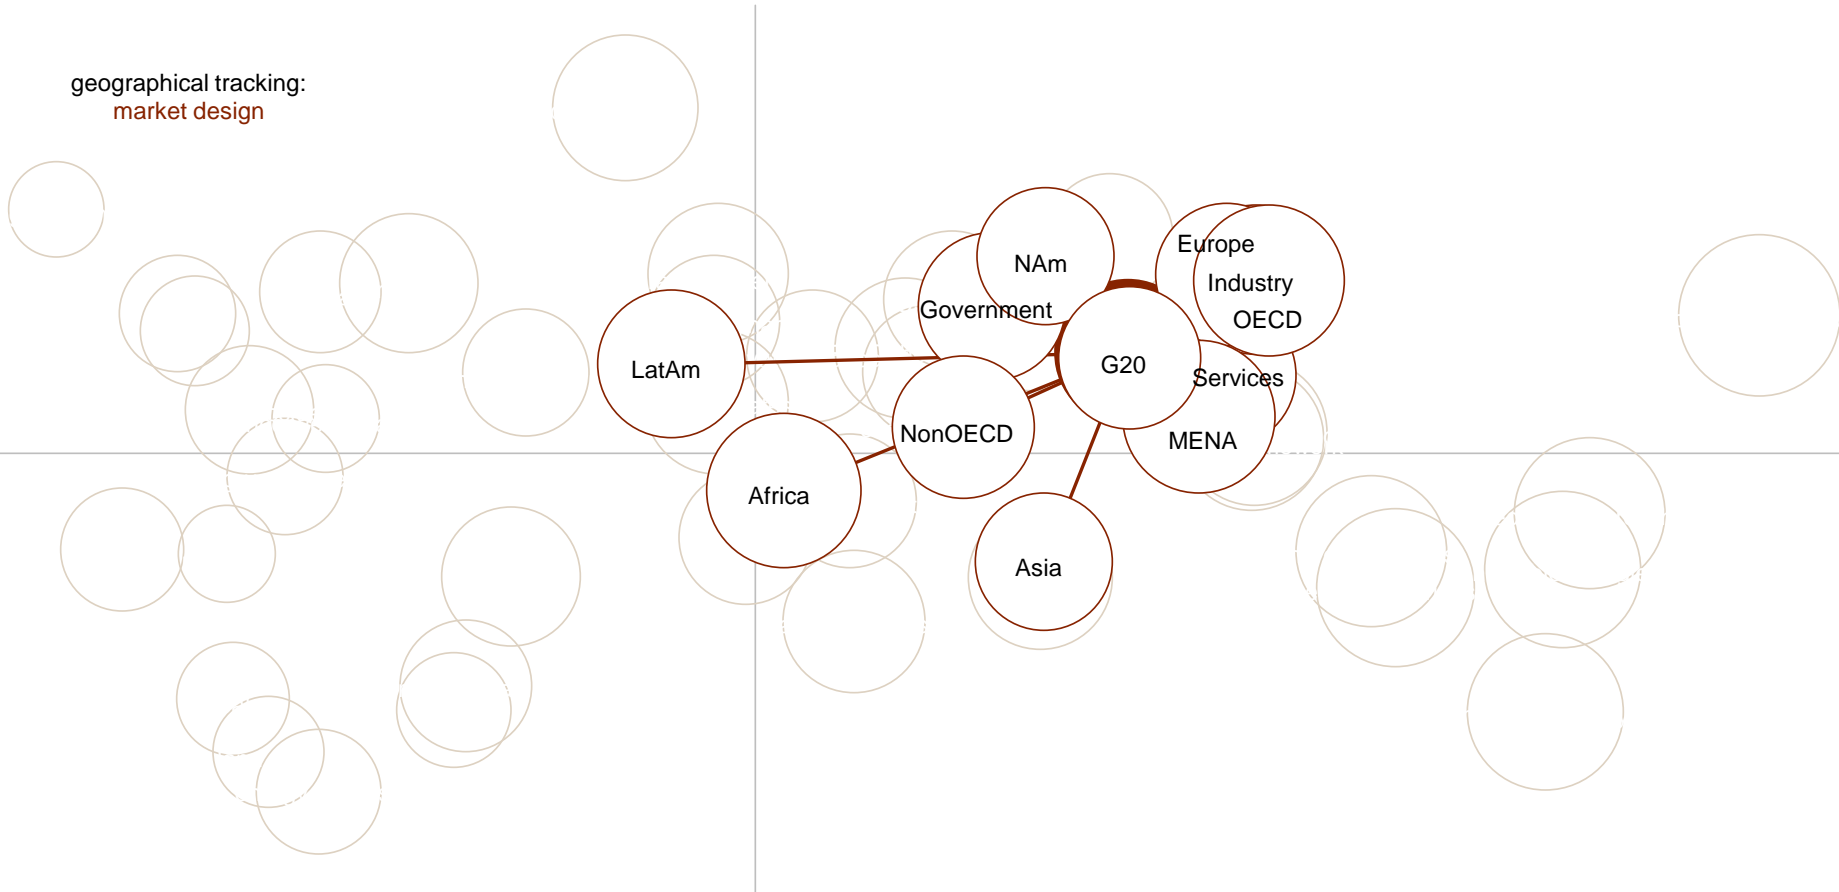 geographical tracking:
market design
Europe
NAm
Industry
Government
OECD
G20
LatAm
Services
NonOECD
MENA
Africa
Asia